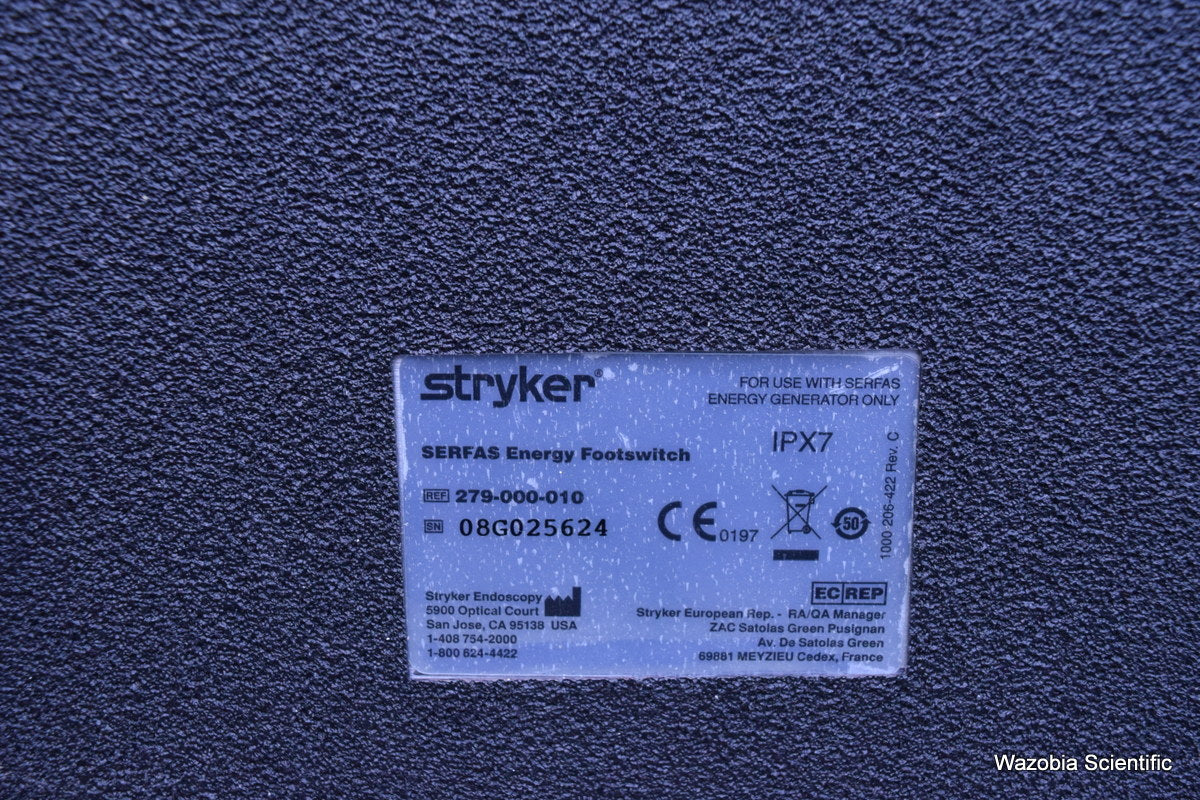 stryker®
FOR USE WITH SERFAS
ENERGY GENERATOR ONLY
SERFAS Energy Footswitch
IPX7
REF 279-000-010
SN 08G025624
CE 0197
50
1000 206-422 Rev. C
Stryker Endoscopy
5900 Optical Court
San Jose, CA 95138 USA
1-408 754-2000
1-800 624-4422
EC REP
Stryker European Rep. - RA/QA Manager
ZAC Satolas Green Pusignan
Av. De Satolas Green
69881 MEYZIEU Cedex, France
Wazobia Scientific